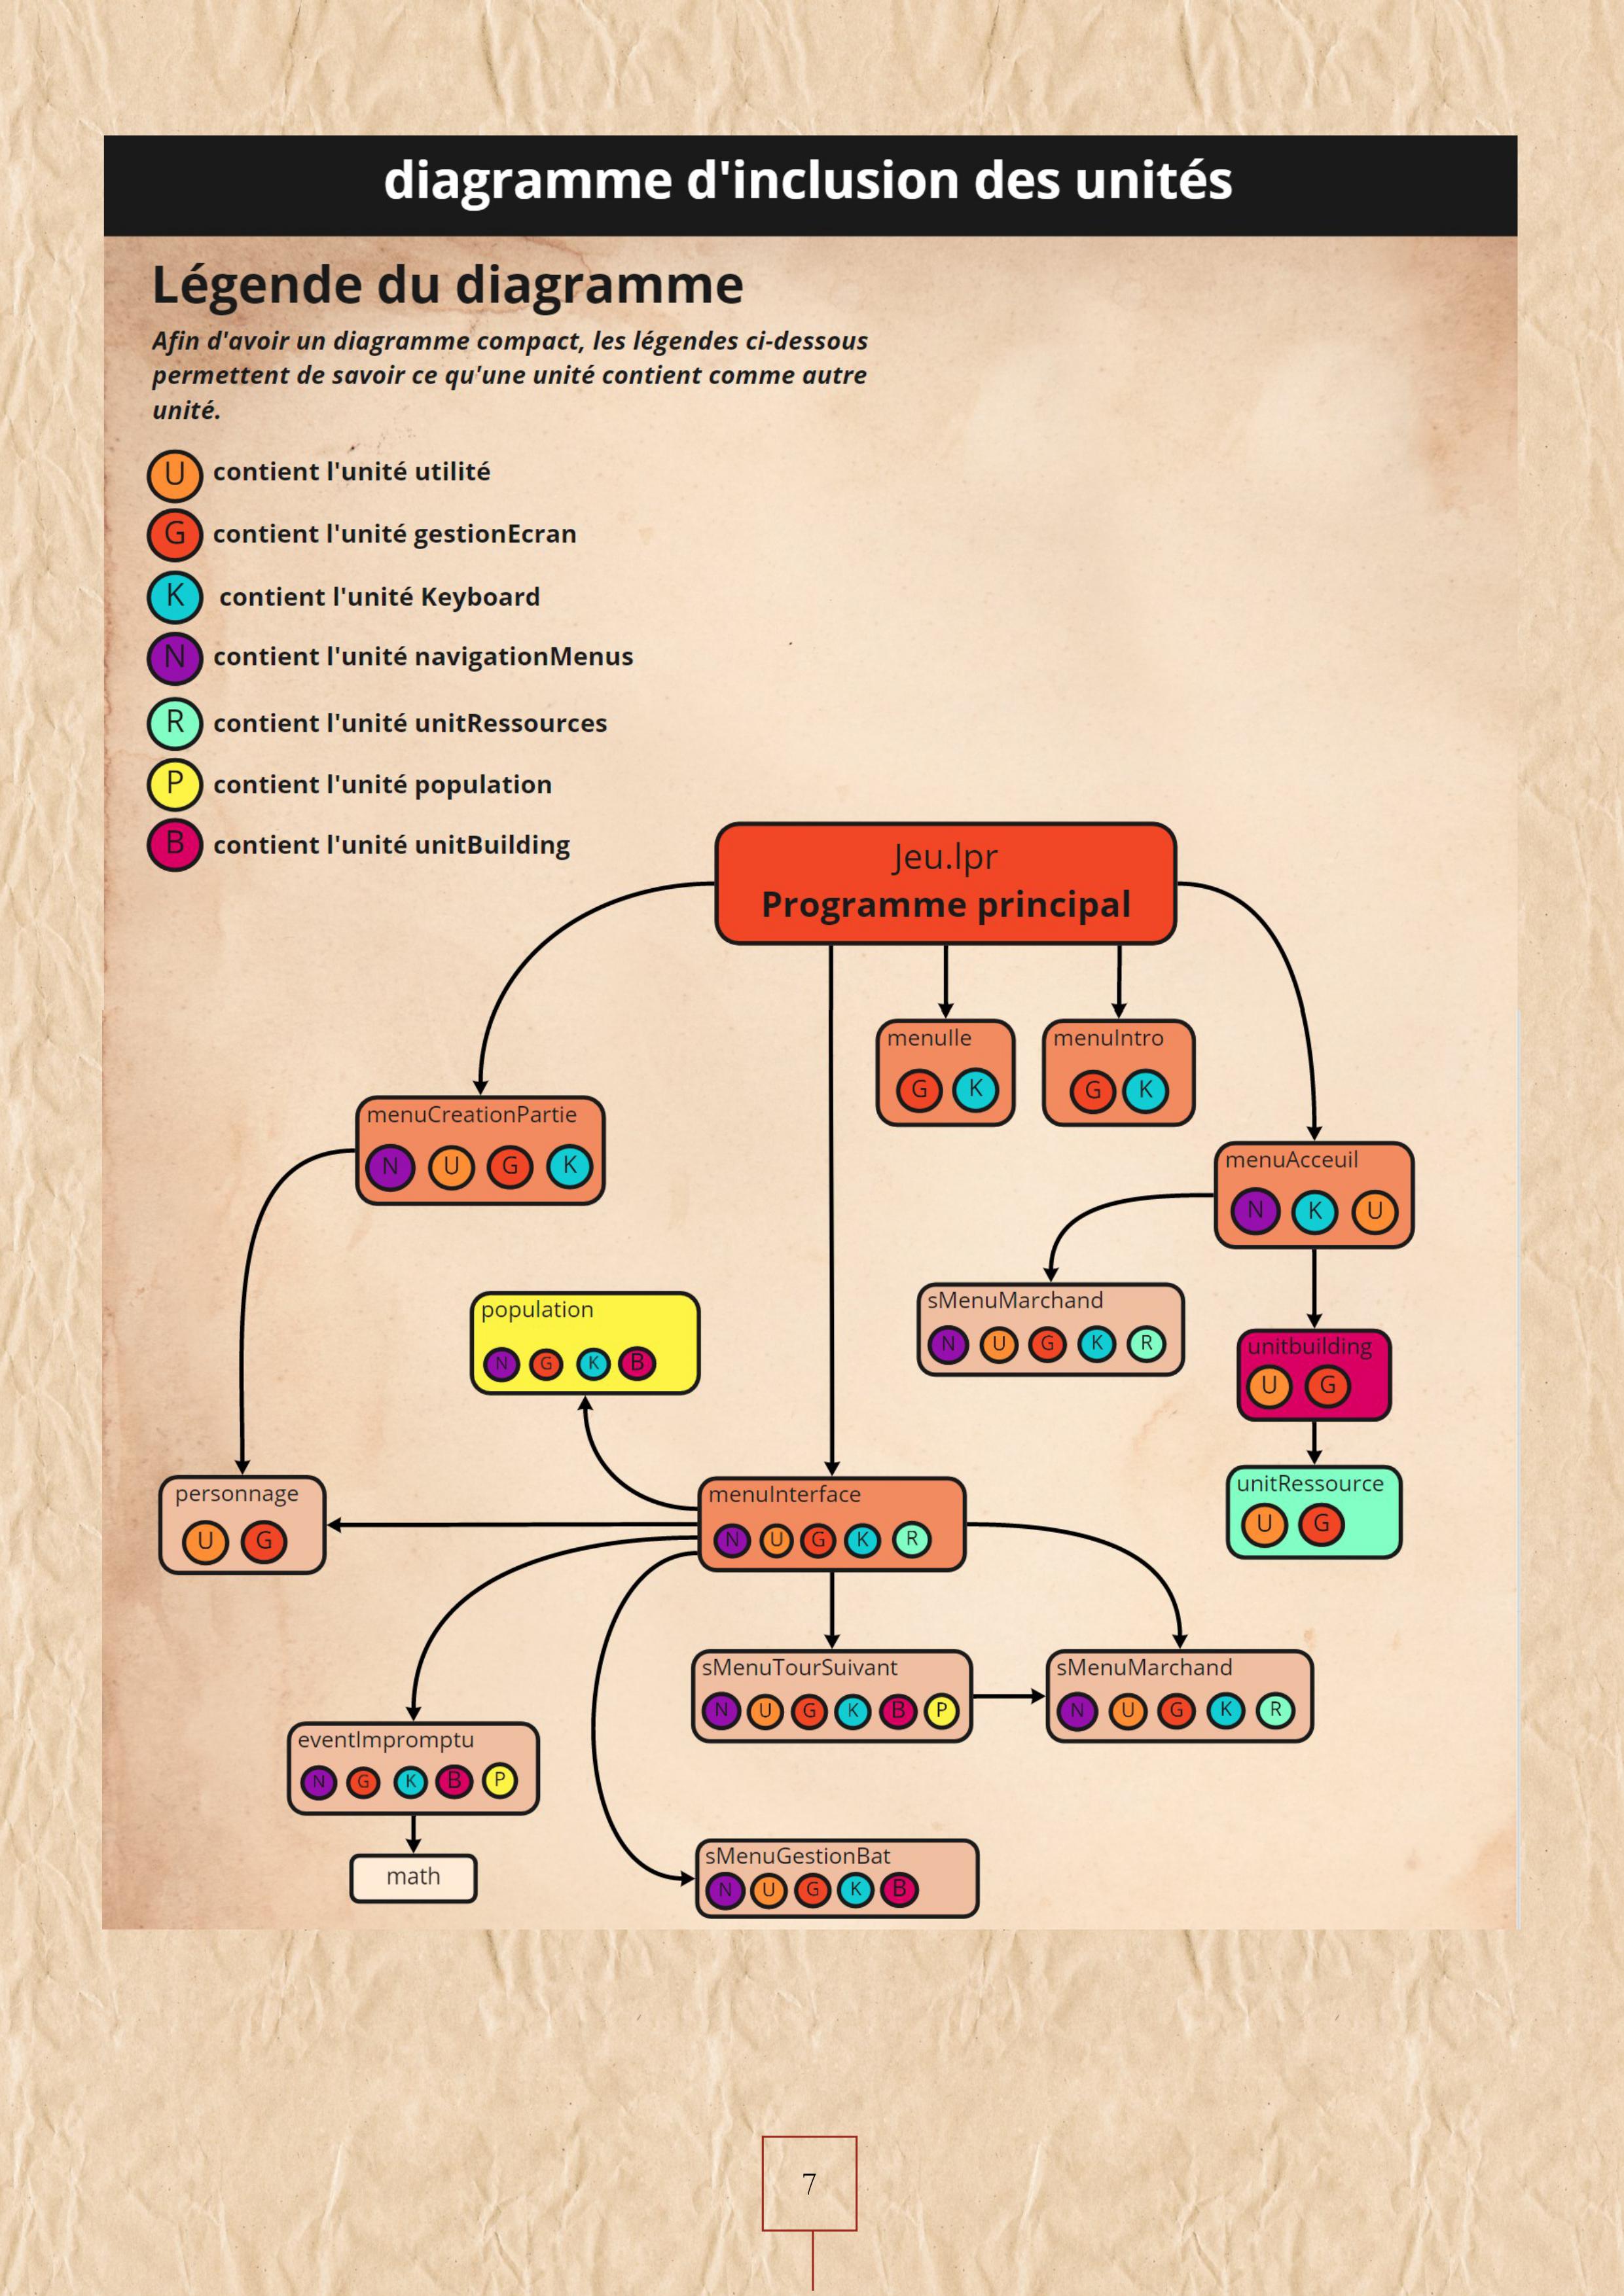 diagramme d'inclusion des unités
Légende du diagramme
Afin d'avoir un diagramme compact, les légendes ci-dessous
permettent de savoir ce qu'une unité contient comme autre
unité.
U contient l'unité utilité
G contient l'unité gestionEcran
K contient l'unité Keyboard
N contient l'unité navigationMenus
R contient l'unité unitRessources
P contient l'unité population
B contient l'unité unitBuilding
Jeu.lpr
Programme principal
menuIle
G K
menuIntro
G K
menuCreationPartie
N U G K
menuAcceuil
N K U
sMenuMarchand
N U G K R
population
N G K B
unitbuilding
U G
unitRessource
U G
personnage
U G
menuInterface
N U G K R
sMenuTourSuivant
N U G K B P
sMenuMarchand
N U G K R
eventImpromptu
N G K B P
math
sMenuGestionBat
N U G K B
7